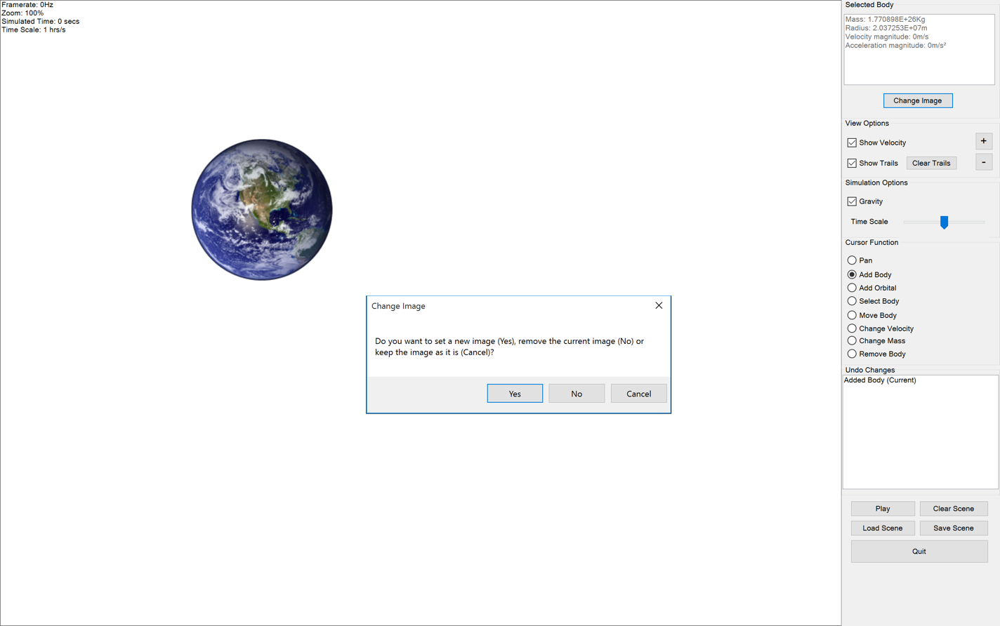 Framerate: 0Hz
Zoom: 100%
Simulated Time: 0 secs
Time Scale: 1 hrs/s
Change Image
Do you want to set a new image (Yes), remove the current image (No) or
keep the image as it is (Cancel)?
Yes
No
Cancel
Selected Body
Mass: 1.770898E+26Kg
Radius: 2.037253E+07m
Velocity magnitude: 0m/s
Acceleration magnitude: 0m/s²
Change Image
View Options
Show Velocity
+
Show Trails
Clear Trails
-
Simulation Options
Gravity
Time Scale
Cursor Function
Pan
Add Body
Add Orbital
Select Body
Move Body
Change Velocity
Change Mass
Remove Body
Undo Changes
Added Body (Current)
Play
Clear Scene
Load Scene
Save Scene
Quit